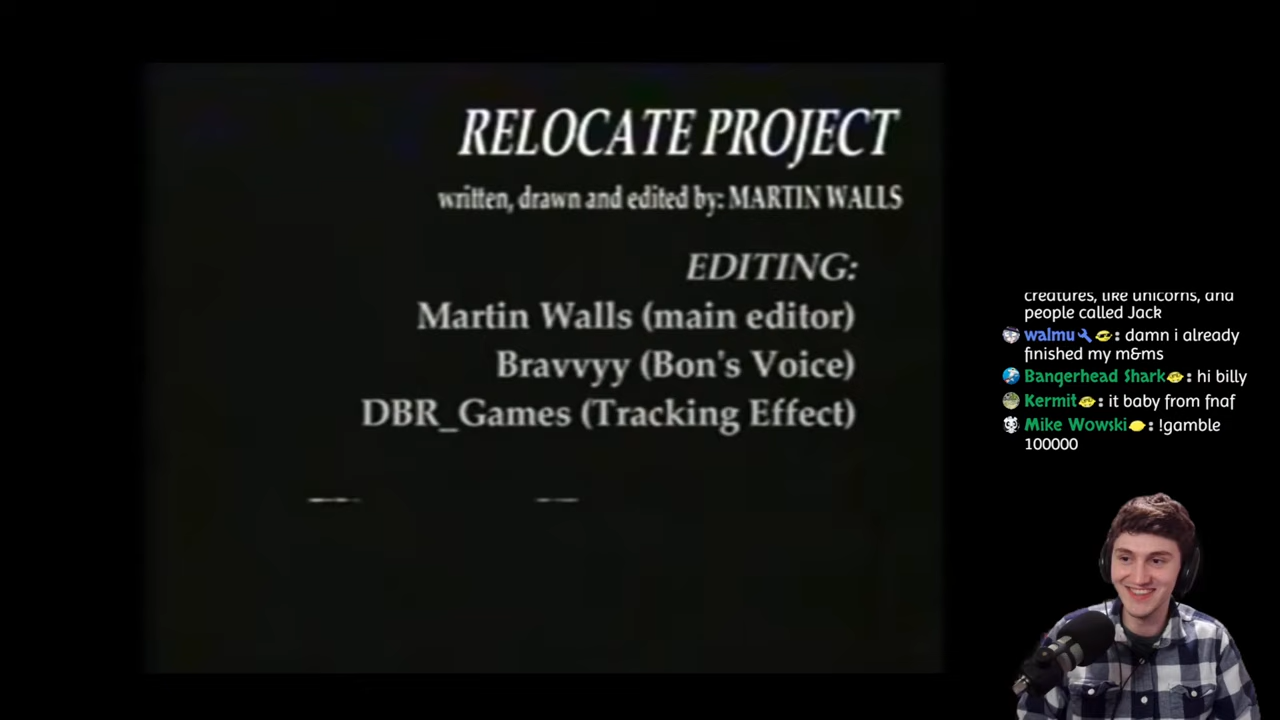 RELOCATE PROJECT
written, drawn and edited by: MARTIN WALLS
EDITING:
Martin Walls (main editor)
Bravvyy (Bon's Voice)
DBR_Games (Tracking Effect)
creatures, like unicorns, and
people called Jack
walmu: damn i already
finished my m&ms
Bangerhead Shark: hi billy
Kermit: it baby from fnaf
Mike Wowski: !gamble
100000